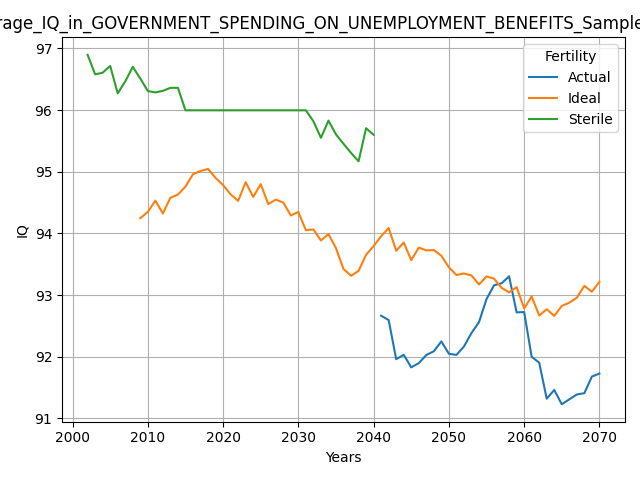 rage_IQ_in_GOVERNMENT_SPENDING_ON_UNEMPLOYMENT_BENEFITS_Sample
97
96
95
94
93
92
91
IQ
Fertility
Actual
Ideal
Sterile
2000 2010 2020 2030 2040 2050 2060 2070
Years